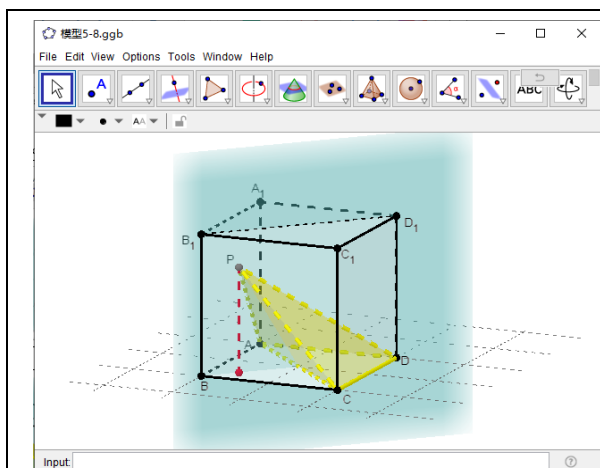 模型5-8.ggb
File Edit View Options Tools Window Help
ABC
A1
D1
B1
C1
P
A
D
B
C
Input: